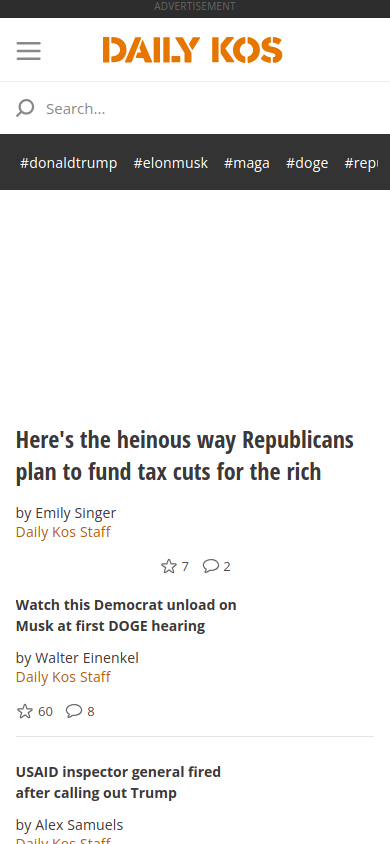 ADVERTISEMENT
DAILY KOS
Search...
#donaldtrump #elonmusk #maga #doge
Here's the heinous way Republicans
plan to fund tax cuts for the rich
by Emily Singer
Daily Kos Staff
7 2
Watch this Democrat unload on
Musk at first DOGE hearing
by Walter Einenkel
Daily Kos Staff
60 8
USAID inspector general fired
after calling out Trump
by Alex Samuels
Daily Kos Staff